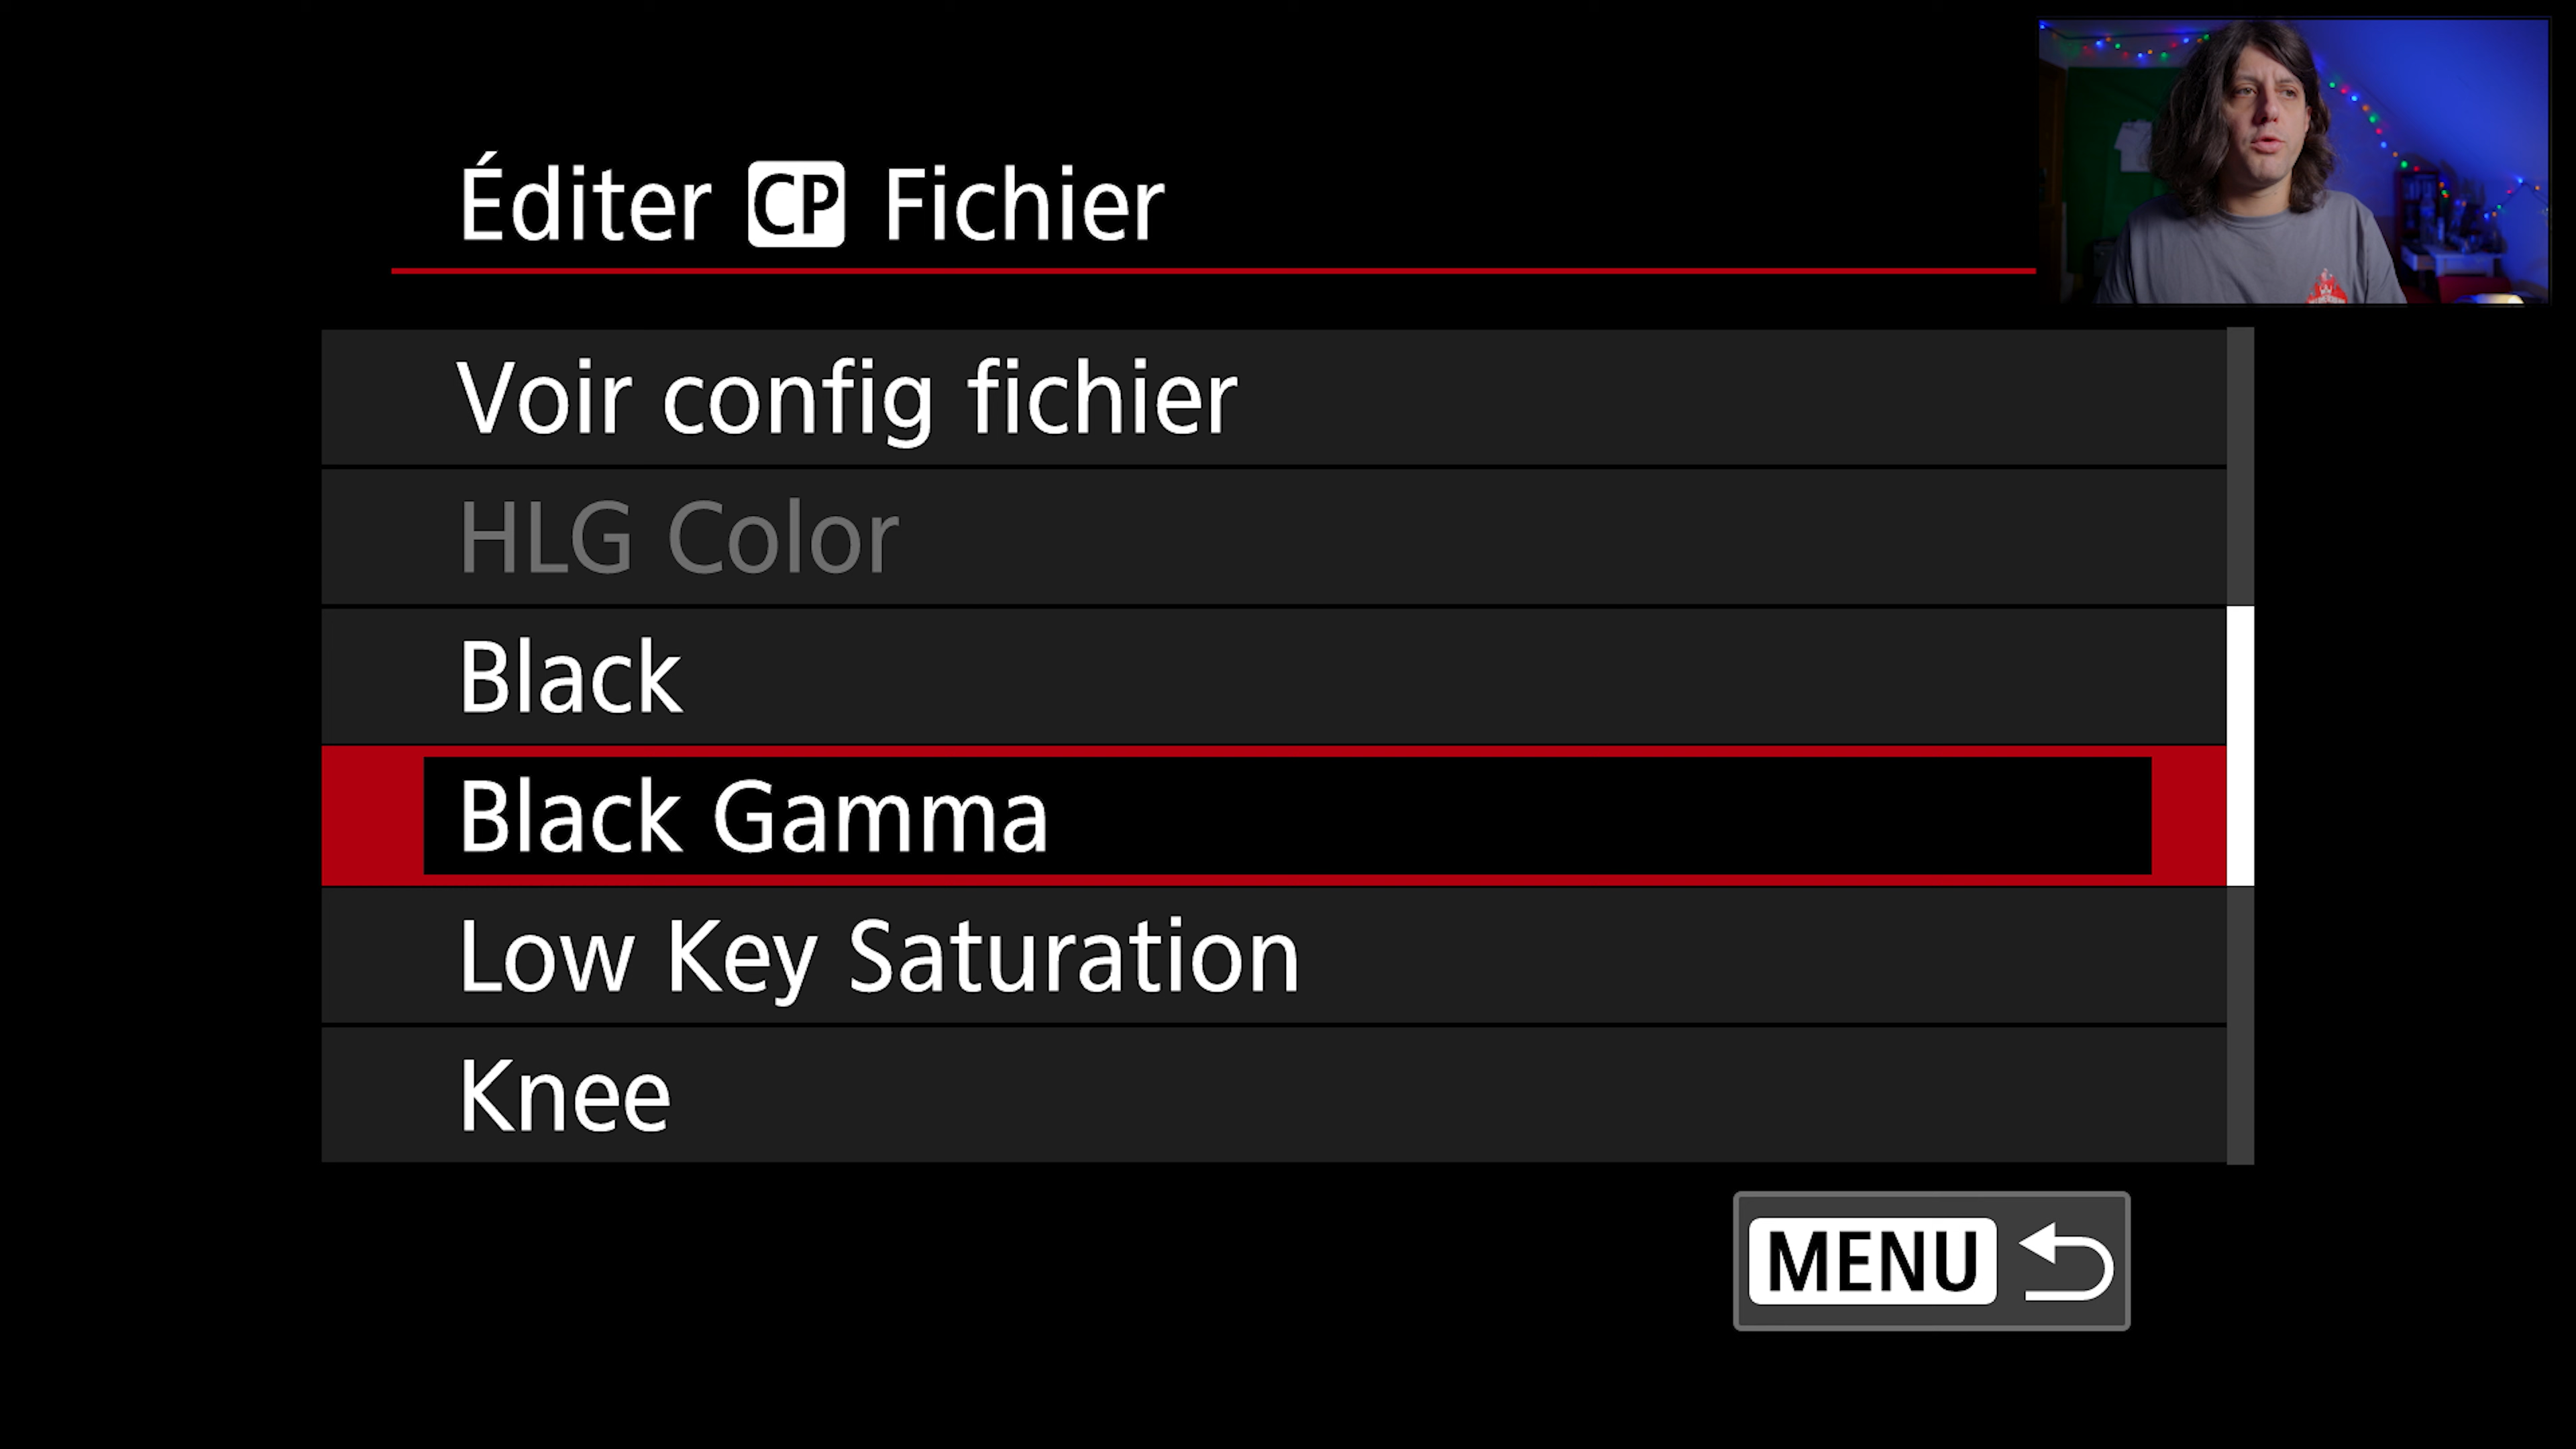 Éditer CP Fichier
Voir config fichier
HLG Color
Black
Black Gamma
Low Key Saturation
Knee
MENU